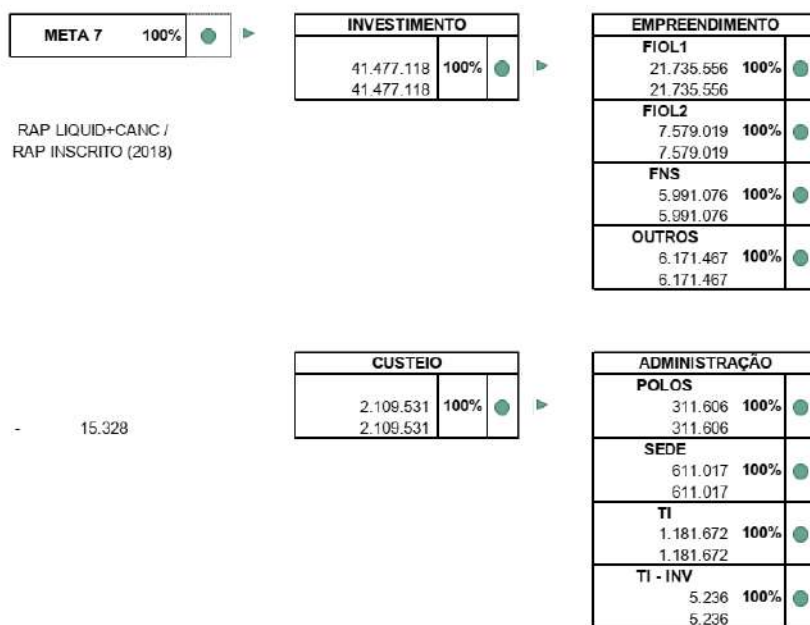 META 7 100%
RAP LIQUID+CANC /
RAP INSCRITO (2018)
INVESTIMENTO
41.477.118 100%
41.477.118
EMPREENDIMENTO
FIOL1
21.735.556 100%
21.735.556
FIOL2
7.579.019 100%
7.579.019
FNS
5.991.076 100%
5.991.076
OUTROS
6.171.467 100%
6.171.467
- 15.328
CUSTEIO
2.109.531 100%
2.109.531
ADMINISTRAÇÃO
POLOS
311.606 100%
311.606
SEDE
611.017 100%
611.017
TI
1.181.672 100%
1.181.672
TI - INV
5.236 100%
5.236